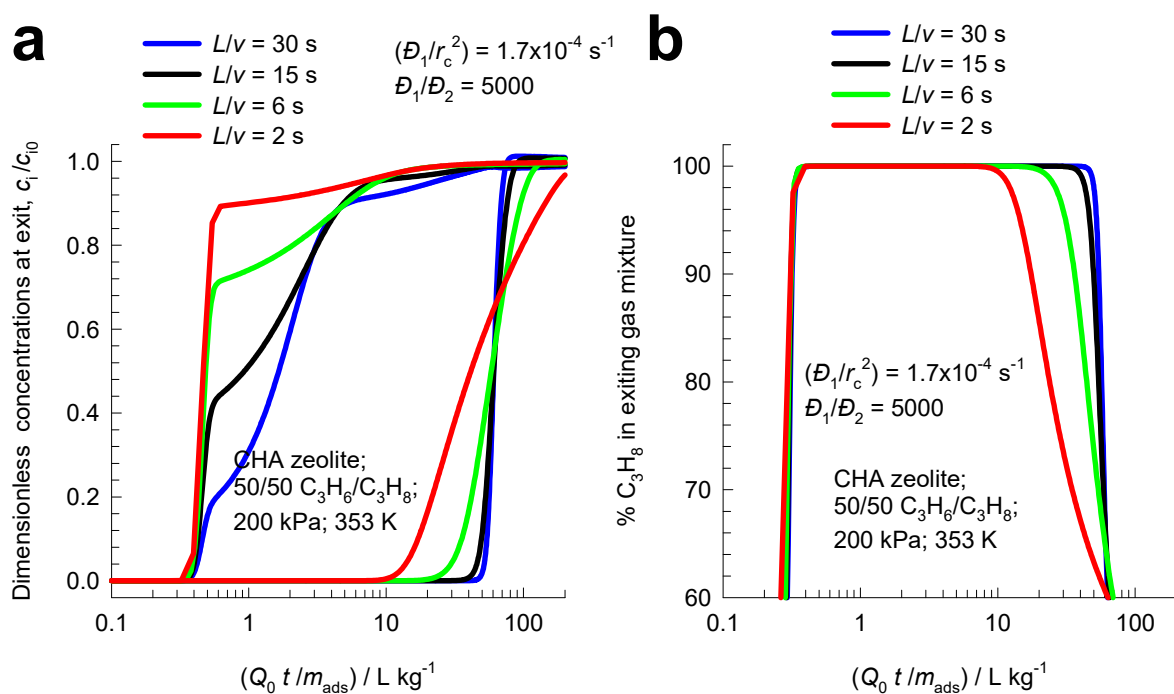 a
L/v = 30 s
L/v = 15 s
L/v = 6 s
L/v = 2 s
(Đ₁/r_c²) = 1.7x10⁻⁴ s⁻¹
Đ₁/Đ₂ = 5000
Dimensionless concentrations at exit, cᵢ/cᵢ₀
1.0
0.8
0.6
0.4
0.2
0.0
CHA zeolite;
50/50 C₃H₆/C₃H₈;
200 kPa; 353 K
0.1
1
10
100
(Q₀ t /m_ads) / L kg⁻¹
b
L/v = 30 s
L/v = 15 s
L/v = 6 s
L/v = 2 s
% C₃H₈ in exiting gas mixture
100
90
80
70
60
(Đ₁/r_c²) = 1.7x10⁻⁴ s⁻¹
Đ₁/Đ₂ = 5000
CHA zeolite;
50/50 C₃H₆/C₃H₈;
200 kPa; 353 K
0.1
1
10
100
(Q₀ t /m_ads) / L kg⁻¹